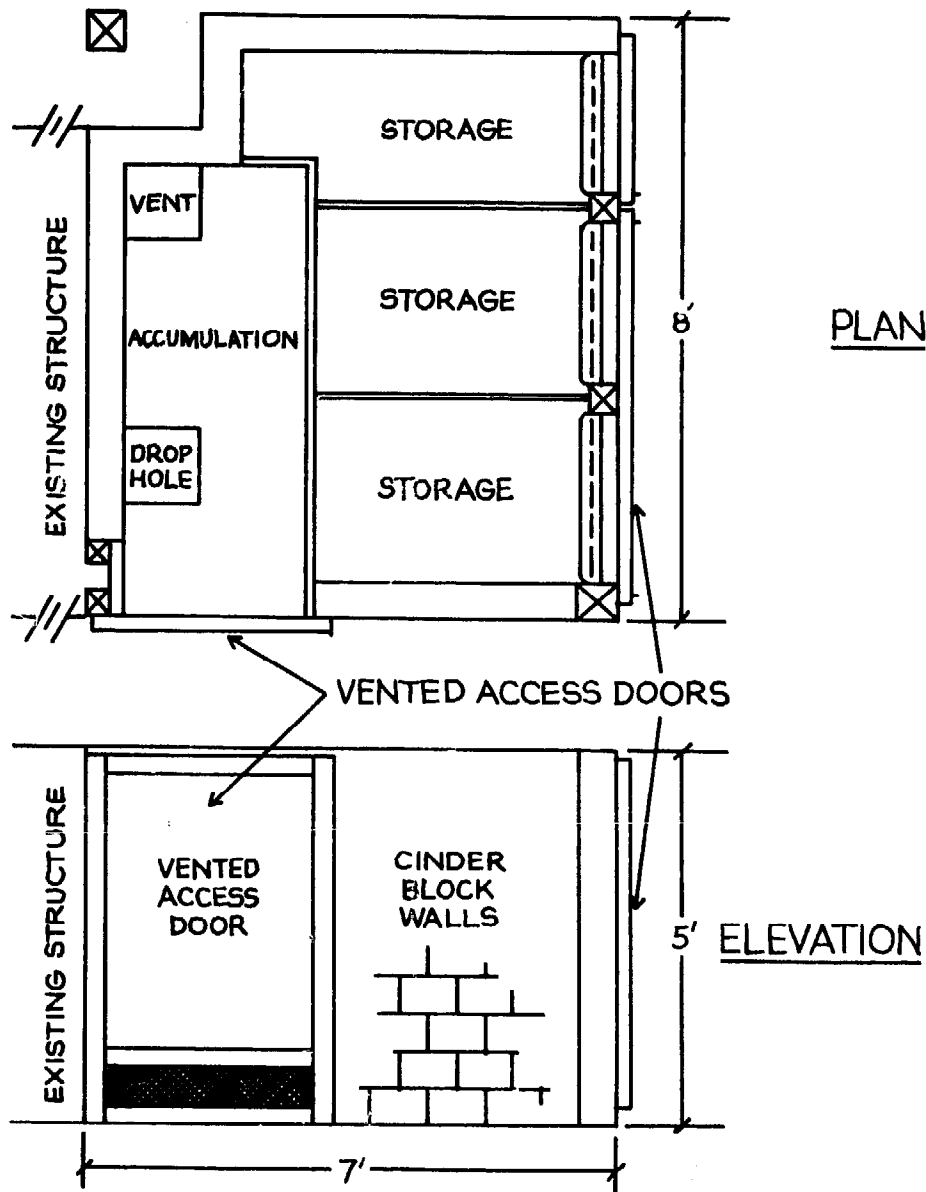 STORAGE
VENT
EXISTING STRUCTURE
STORAGE
8'
PLAN
ACCUMULATION
DROP
HOLE
STORAGE
VENTED ACCESS DOORS
EXISTING STRUCTURE
VENTED
ACCESS
DOOR
CINDER
BLOCK
WALLS
5'
ELEVATION
7'